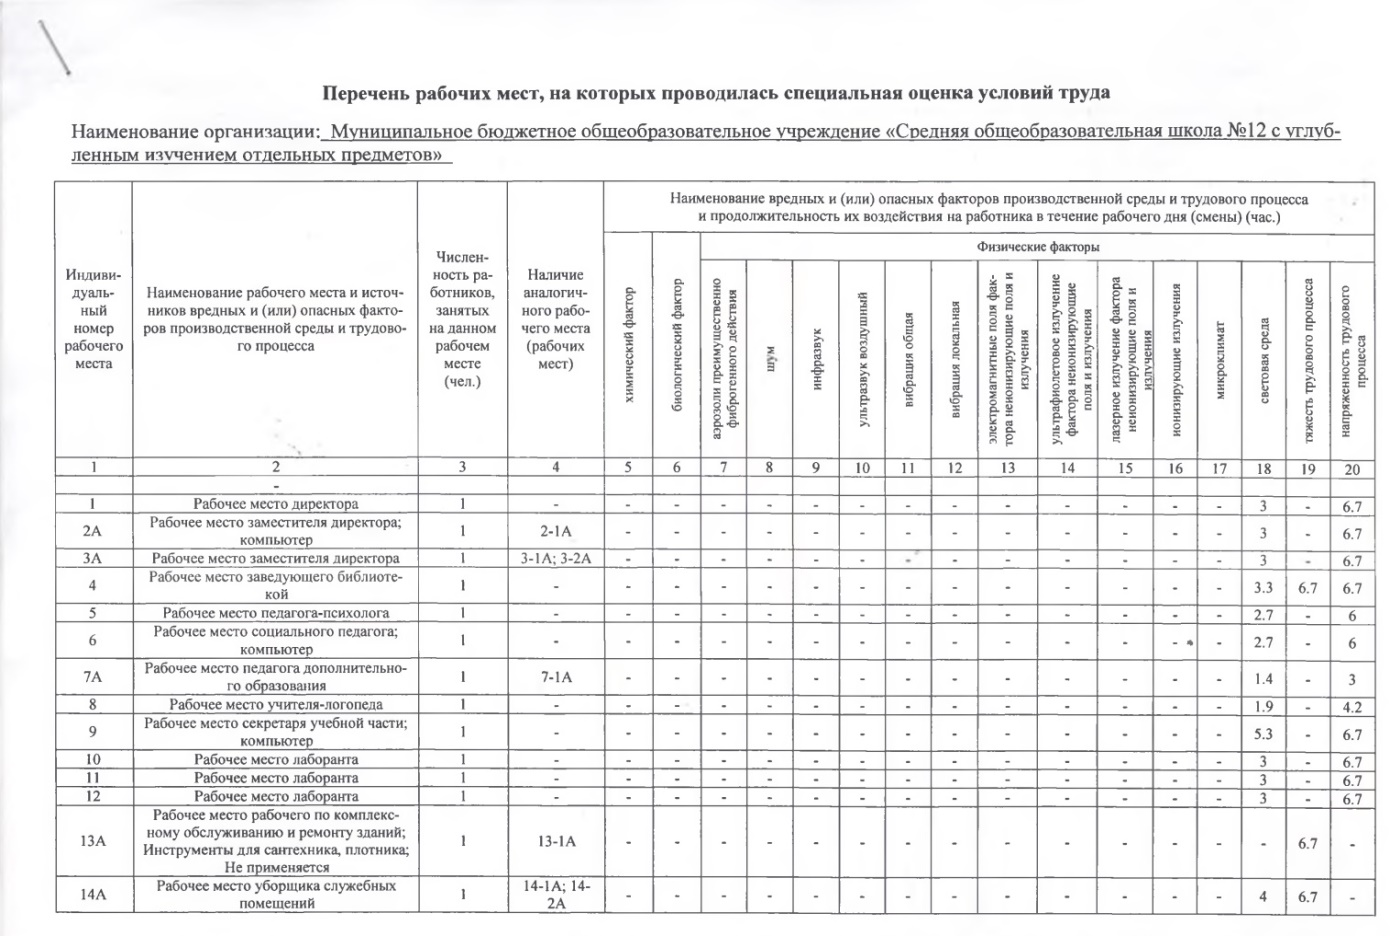 Перечень рабочих мест, на которых проводилась специальная оценка условий труда
Наименование организации: Муниципальное бюджетное общеобразовательное учреждение «Средняя общеобразовательная школа №12 с углуб-
ленным изучением отдельных предметов»
Индиви-
дуаль-
ный
номер
рабочего
места
Наименование рабочего места и источ-
ников вредных и (или) опасных факто-
ров производственной среды и трудово-
го процесса
Числен-
ность ра-
ботников,
занятых
на данном
рабочем
месте
(чел.)
Наличие
аналогич-
ного рабо-
чего места
(рабочих
мест)
Наименование вредных и (или) опасных факторов производственной среды и трудового процесса
и продолжительность их воздействия на работника в течение рабочего дня (смены) (час.)
Физические факторы
химический фактор
биологический фактор
аэрозоли преимущественно
фиброгенного действия
шум
инфразвук
ультразвук воздушный
вибрация общая
вибрация локальная
электромагнитные поля фак-
тора неионизирующие поля и
излучения
ультрафиолетовое излучение
фактора неионизирующие
поля и излучения
лазерное излучение фактора
неионизирующие поля и
излучения
ионизирующие излучения
микроклимат
световая среда
тяжесть трудового процесса
напряженность трудового
процесса
1 2 3 4 5 6 7 8 9 10 11 12 13 14 15 16 17 18 19 20
-
1 Рабочее место директора 1 - - - - - - - - - - - - - - 3 - 6.7
2А Рабочее место заместителя директора;
компьютер 1 2-1А - - - - - - - - - - - - - 3 - 6.7
3А Рабочее место заместителя директора 1 3-1А; 3-2А - - - - - - - - - - - - - 3 - 6.7
4 Рабочее место заведующего библиоте-
кой 1 - - - - - - - - - - - - - - 3.3 6.7 6.7
5 Рабочее место педагога-психолога 1 - - - - - - - - - - - - - - 2.7 - 6
6 Рабочее место социального педагога;
компьютер 1 - - - - - - - - - - - - - - 2.7 - 6
7А Рабочее место педагога дополнительно-
го образования 1 7-1А - - - - - - - - - - - - - 1.4 - 3
8 Рабочее место учителя-логопеда 1 - - - - - - - - - - - - - - 1.9 - 4.2
9 Рабочее место секретаря учебной части;
компьютер 1 - - - - - - - - - - - - - - 5.3 - 6.7
10 Рабочее место лаборанта 1 - - - - - - - - - - - - - - 3 - 6.7
11 Рабочее место лаборанта 1 - - - - - - - - - - - - - - 3 - 6.7
12 Рабочее место лаборанта 1 - - - - - - - - - - - - - - 3 - 6.7
13А Рабочее место рабочего по комплекс-
ному обслуживанию и ремонту зданий;
Инструменты для сантехника, плотника;
Не применяется 1 13-1А - - - - - - - - - - - - - - 6.7 -
14А Рабочее место уборщика служебных
помещений 1 14-1А; 14-
2А - - - - - - - - - - - - - 4 6.7 -